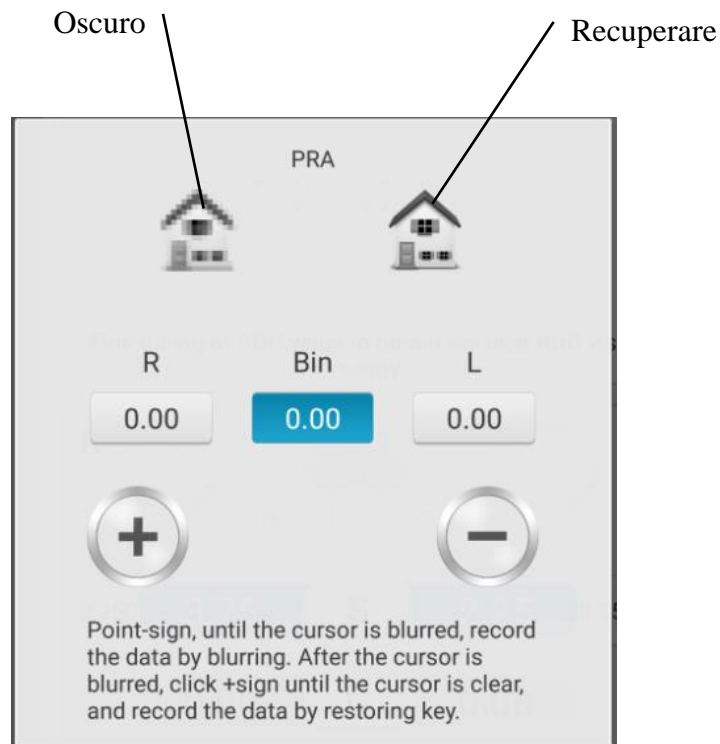 Oscuro
Recuperare
PRA
R Bin L
0.00 0.00 0.00
Point-sign, until the cursor is blurred, record
the data by blurring. After the cursor is
blurred, click +sign until the cursor is clear,
and record the data by restoring key.